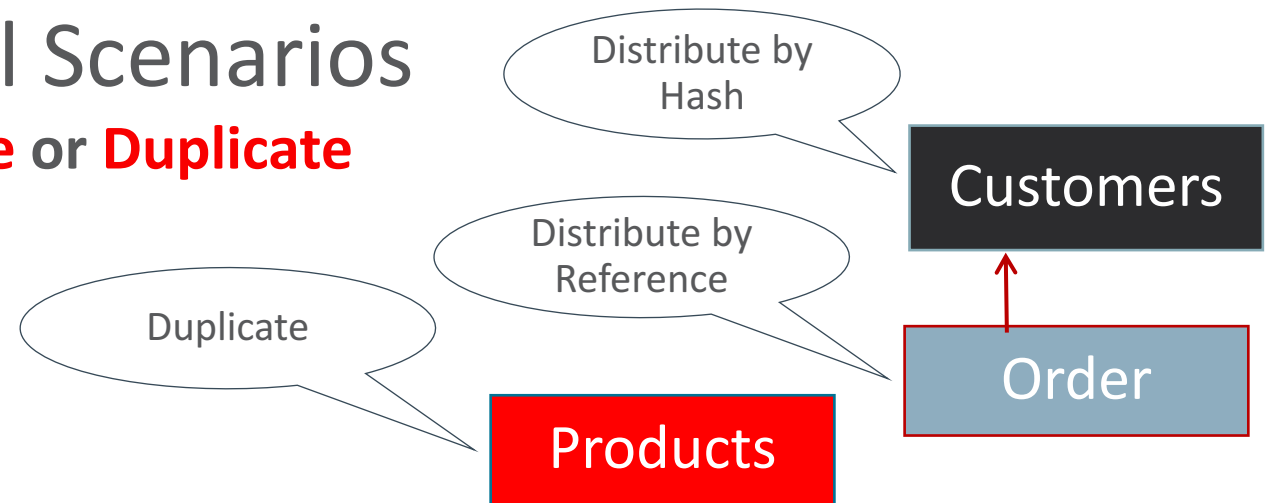 l Scenarios
e or Duplicate
Distribute by
Hash
Customers
Distribute by
Reference
Order
Duplicate
Products